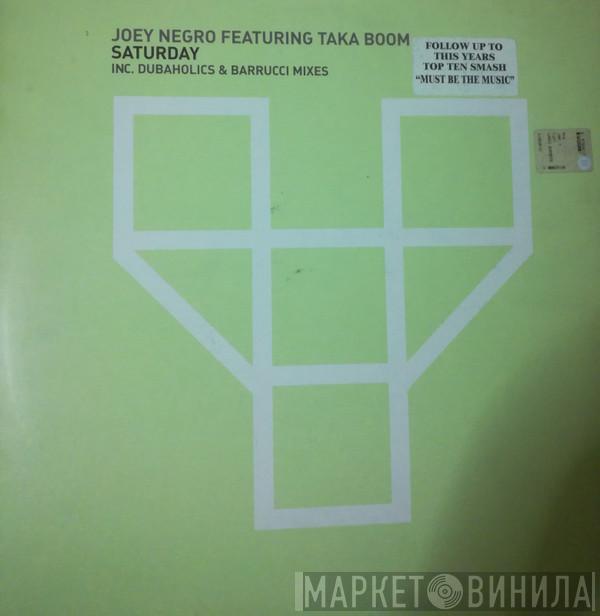 JOEY NEGRO FEATURING TAKA BOOM
SATURDAY
INC. DUBAHOLICS & BARRUCCI MIXES
FOLLOW UP TO
THIS YEARS
TOP TEN SMASH
“MUST BE THE MUSIC”
МАРКЕТ ВИНИЛА